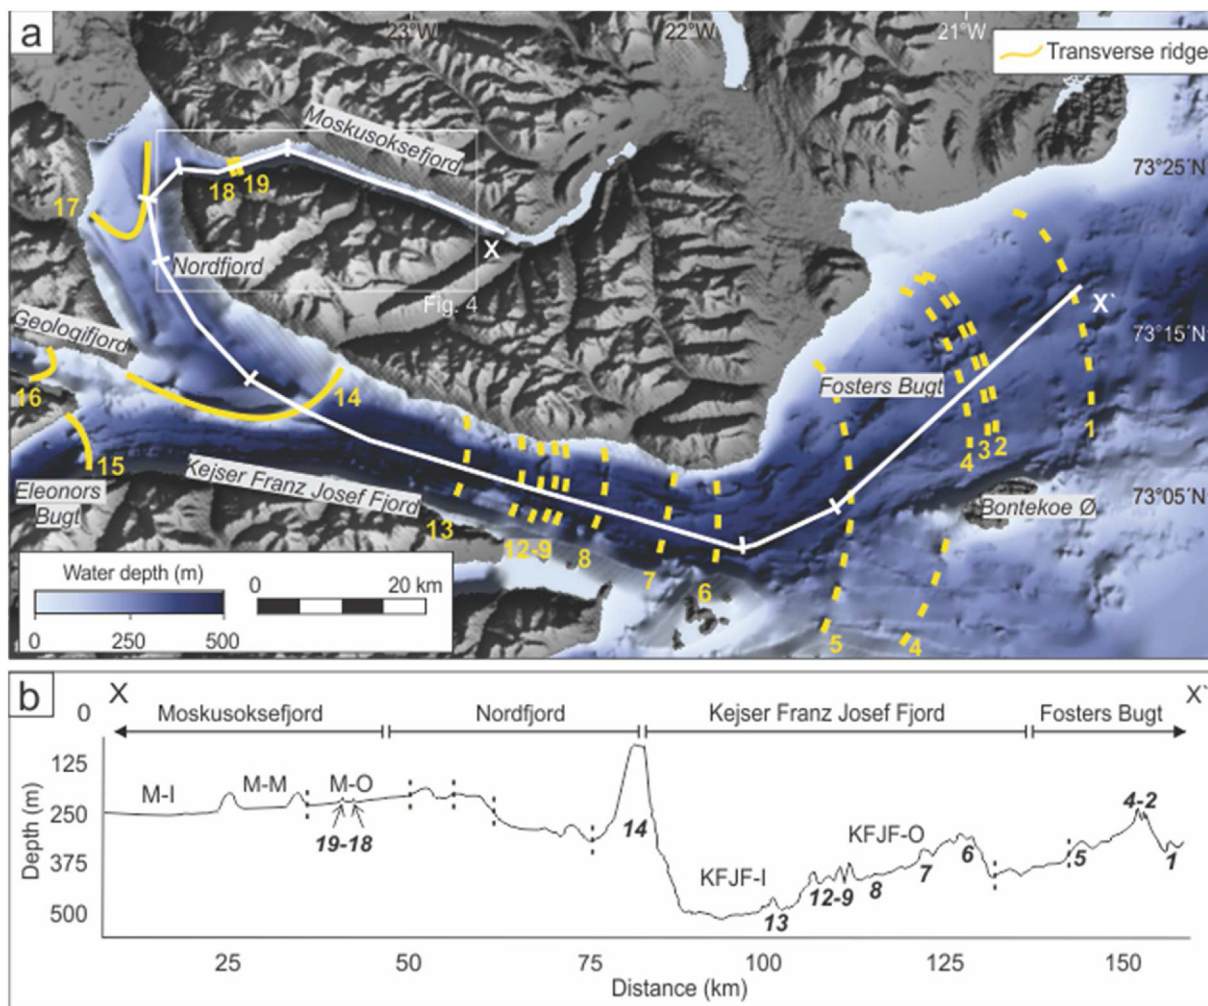 a
23°W
22°W
21°W
Transverse ridge
Moskusoksefjord
73°25´N
18
19
17
X
Nordfjord
Fig. 4
X`
Geologifjord
73°15´N
Fosters Bugt
16
14
1
2
3
4
15
Kejser Franz Josef Fjord
Eleonors
Bugt
73°05´N
Bontekoe Ø
13
12-9
8
7
6
5
4
Water depth (m)
0
20 km
0
250
500
b
X
X`
0
Moskusoksefjord
Nordfjord
Kejser Franz Josef Fjord
Fosters Bugt
125
M-I
M-M
M-O
4-2
250
19-18
14
KFJF-O
6
5
1
375
KFJF-I
7
12-9
8
500
13
Depth (m)
25
50
75
100
125
150
Distance (km)